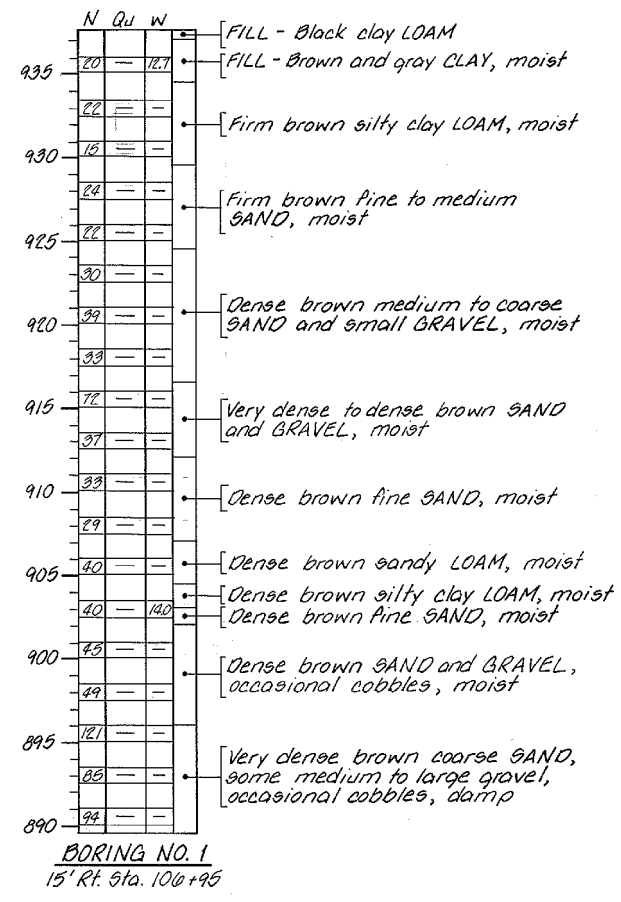 N Qu W
FILL - Black clay LOAM
935 20 — 12.7 FILL - Brown and gray CLAY, moist
22 — —
Firm brown silty clay LOAM, moist
930 15 — —
24 — — Firm brown fine to medium
SAND, moist
925 22 — —
30 — —
Dense brown medium to coarse
920 39 — — SAND and small GRAVEL, moist
33 — —
915 72 — — Very dense to dense brown SAND
and GRAVEL, moist
37 — —
910 33 — — Dense brown fine SAND, moist
29 — —
905 40 — — Dense brown sandy LOAM, moist
Dense brown silty clay LOAM, moist
40 — 14.0 Dense brown fine SAND, moist
900 45 — — Dense brown SAND and GRAVEL,
occasional cobbles, moist
49 — —
895 121 — —
Very dense brown coarse SAND,
85 — — some medium to large gravel,
occasional cobbles, damp
890 94 — —
BORING NO. 1
15' Rt. Sta. 106+95